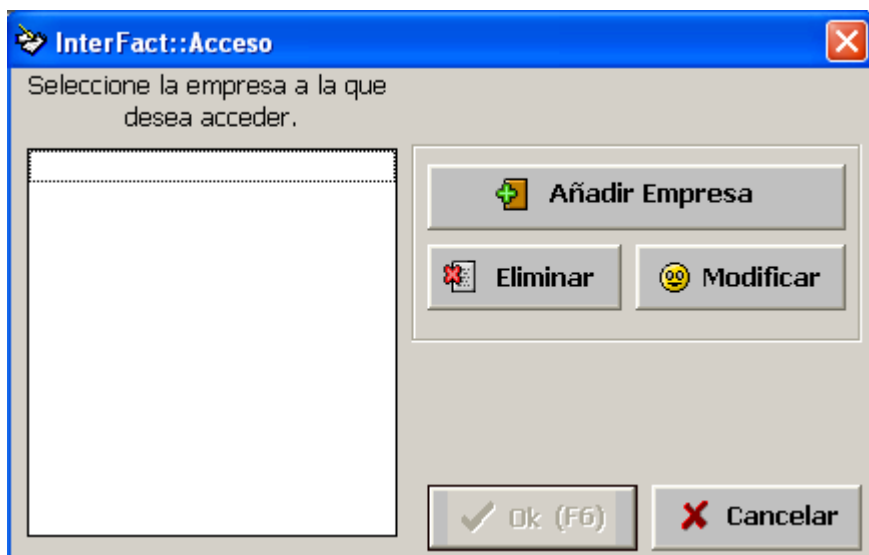 InterFact::Acceso
Seleccione la empresa a la que
desea acceder.
Añadir Empresa
Eliminar
Modificar
Ok (F6)
Cancelar